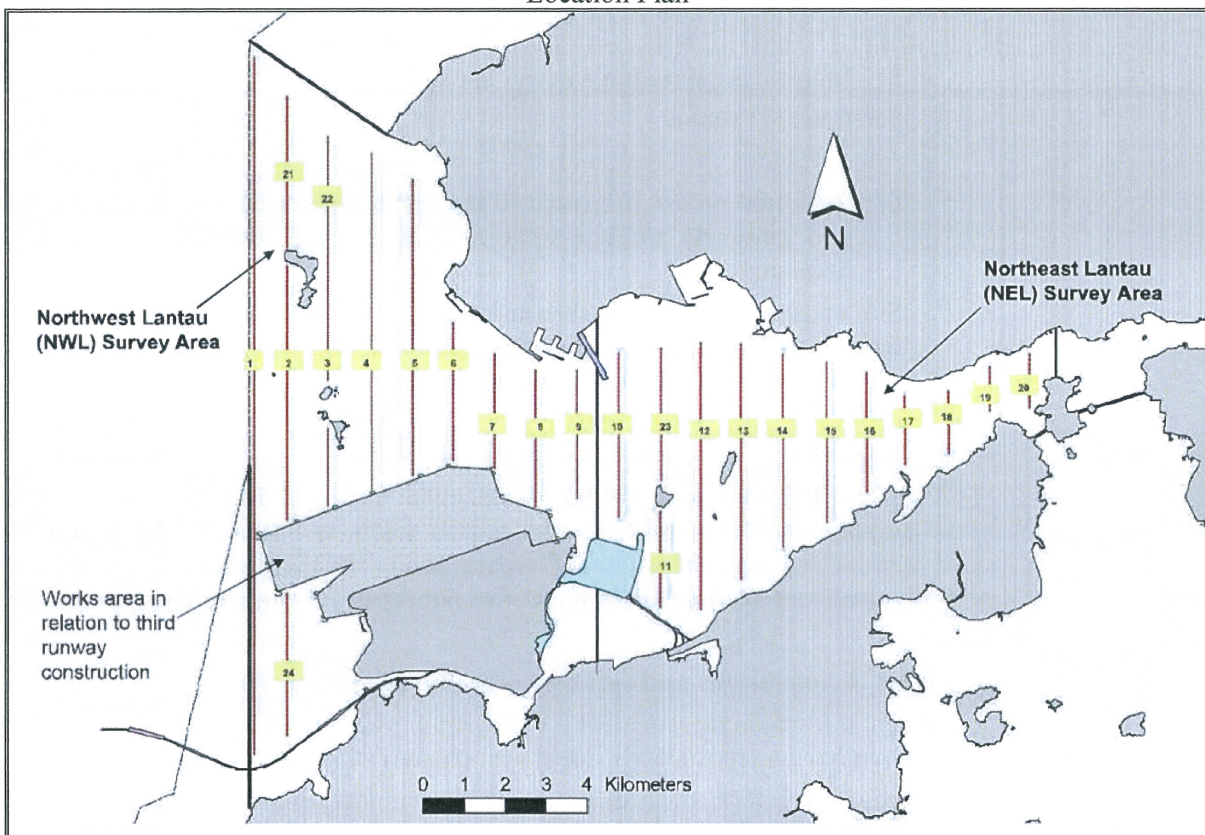 Location Plan
21
22
N
Northwest Lantau
(NWL) Survey Area
Northeast Lantau
(NEL) Survey Area
1
2
3
4
5
6
7
8
9
10
23
12
13
14
15
16
17
18
19
20
11
Works area in
relation to third
runway
construction
24
0 1 2 3 4 Kilometers